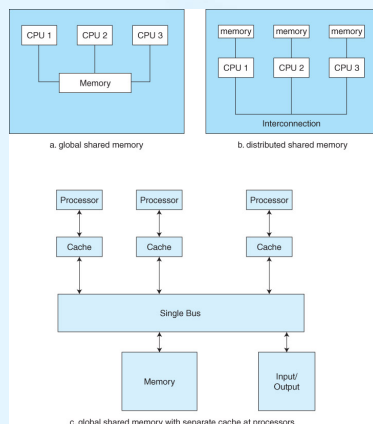 CPU 1 CPU 2 CPU 3
Memory
a. global shared memory
memory memory memory
CPU 1 CPU 2 CPU 3
Interconnection
b. distributed shared memory
Processor Processor Processor
Cache Cache Cache
Single Bus
Memory
Input/
Output
c. global shared memory with separate cache at processors